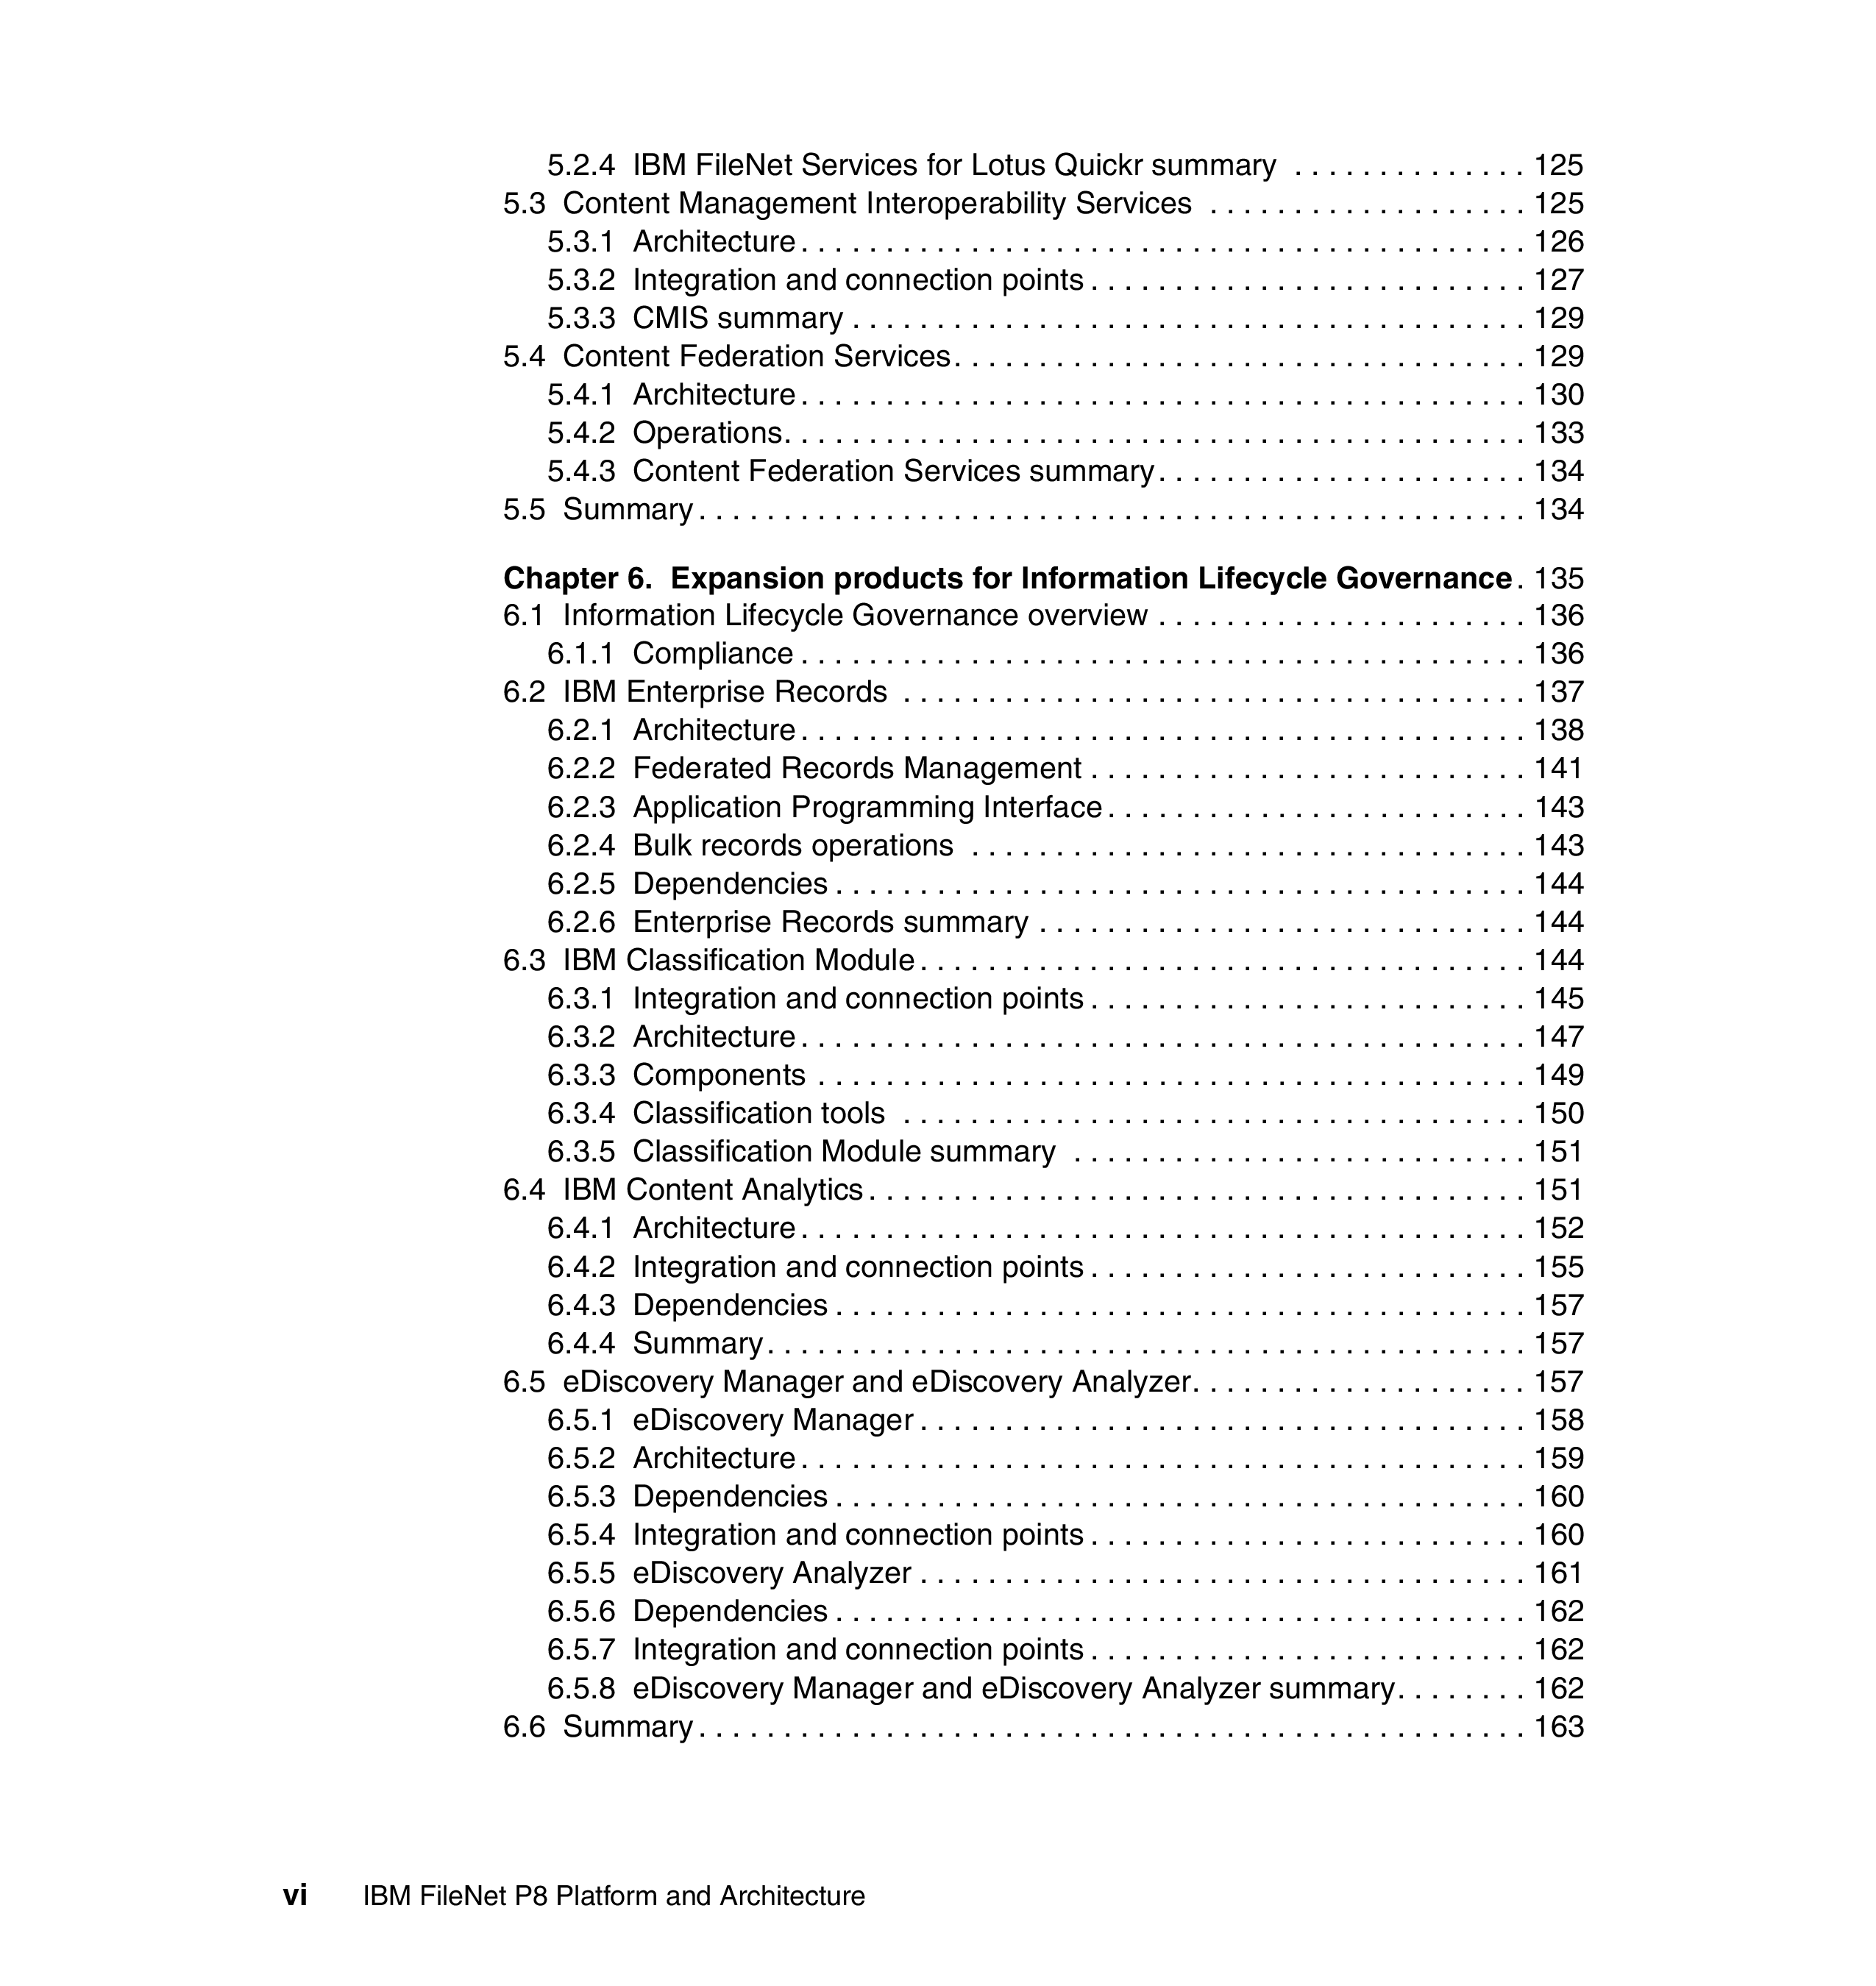 5.2.4 IBM FileNet Services for Lotus Quickr summary . . . . . . . . . . . . . . 125
5.3 Content Management Interoperability Services . . . . . . . . . . . . . . . . . . . 125
5.3.1 Architecture . . . . . . . . . . . . . . . . . . . . . . . . . . . . . . . . . . . . . . . . . . . 126
5.3.2 Integration and connection points . . . . . . . . . . . . . . . . . . . . . . . . . . 127
5.3.3 CMIS summary . . . . . . . . . . . . . . . . . . . . . . . . . . . . . . . . . . . . . . . . 129
5.4 Content Federation Services. . . . . . . . . . . . . . . . . . . . . . . . . . . . . . . . . . 129
5.4.1 Architecture . . . . . . . . . . . . . . . . . . . . . . . . . . . . . . . . . . . . . . . . . . . 130
5.4.2 Operations. . . . . . . . . . . . . . . . . . . . . . . . . . . . . . . . . . . . . . . . . . . . 133
5.4.3 Content Federation Services summary . . . . . . . . . . . . . . . . . . . . . . 134
5.5 Summary . . . . . . . . . . . . . . . . . . . . . . . . . . . . . . . . . . . . . . . . . . . . . . . . . 134
Chapter 6. Expansion products for Information Lifecycle Governance . 135
6.1 Information Lifecycle Governance overview . . . . . . . . . . . . . . . . . . . . . . 136
6.1.1 Compliance . . . . . . . . . . . . . . . . . . . . . . . . . . . . . . . . . . . . . . . . . . . 136
6.2 IBM Enterprise Records . . . . . . . . . . . . . . . . . . . . . . . . . . . . . . . . . . . . . 137
6.2.1 Architecture . . . . . . . . . . . . . . . . . . . . . . . . . . . . . . . . . . . . . . . . . . . 138
6.2.2 Federated Records Management . . . . . . . . . . . . . . . . . . . . . . . . . . 141
6.2.3 Application Programming Interface . . . . . . . . . . . . . . . . . . . . . . . . . 143
6.2.4 Bulk records operations . . . . . . . . . . . . . . . . . . . . . . . . . . . . . . . . . 143
6.2.5 Dependencies . . . . . . . . . . . . . . . . . . . . . . . . . . . . . . . . . . . . . . . . . 144
6.2.6 Enterprise Records summary . . . . . . . . . . . . . . . . . . . . . . . . . . . . . 144
6.3 IBM Classification Module . . . . . . . . . . . . . . . . . . . . . . . . . . . . . . . . . . . . 144
6.3.1 Integration and connection points . . . . . . . . . . . . . . . . . . . . . . . . . . 145
6.3.2 Architecture . . . . . . . . . . . . . . . . . . . . . . . . . . . . . . . . . . . . . . . . . . . 147
6.3.3 Components . . . . . . . . . . . . . . . . . . . . . . . . . . . . . . . . . . . . . . . . . . 149
6.3.4 Classification tools . . . . . . . . . . . . . . . . . . . . . . . . . . . . . . . . . . . . . 150
6.3.5 Classification Module summary . . . . . . . . . . . . . . . . . . . . . . . . . . . 151
6.4 IBM Content Analytics . . . . . . . . . . . . . . . . . . . . . . . . . . . . . . . . . . . . . . . 151
6.4.1 Architecture . . . . . . . . . . . . . . . . . . . . . . . . . . . . . . . . . . . . . . . . . . . 152
6.4.2 Integration and connection points . . . . . . . . . . . . . . . . . . . . . . . . . . 155
6.4.3 Dependencies . . . . . . . . . . . . . . . . . . . . . . . . . . . . . . . . . . . . . . . . . 157
6.4.4 Summary . . . . . . . . . . . . . . . . . . . . . . . . . . . . . . . . . . . . . . . . . . . . . 157
6.5 eDiscovery Manager and eDiscovery Analyzer. . . . . . . . . . . . . . . . . . . . 157
6.5.1 eDiscovery Manager . . . . . . . . . . . . . . . . . . . . . . . . . . . . . . . . . . . . 158
6.5.2 Architecture . . . . . . . . . . . . . . . . . . . . . . . . . . . . . . . . . . . . . . . . . . . 159
6.5.3 Dependencies . . . . . . . . . . . . . . . . . . . . . . . . . . . . . . . . . . . . . . . . . 160
6.5.4 Integration and connection points . . . . . . . . . . . . . . . . . . . . . . . . . . 160
6.5.5 eDiscovery Analyzer . . . . . . . . . . . . . . . . . . . . . . . . . . . . . . . . . . . . 161
6.5.6 Dependencies . . . . . . . . . . . . . . . . . . . . . . . . . . . . . . . . . . . . . . . . . 162
6.5.7 Integration and connection points . . . . . . . . . . . . . . . . . . . . . . . . . . 162
6.5.8 eDiscovery Manager and eDiscovery Analyzer summary. . . . . . . . 162
6.6 Summary . . . . . . . . . . . . . . . . . . . . . . . . . . . . . . . . . . . . . . . . . . . . . . . . . 163
vi IBM FileNet P8 Platform and Architecture